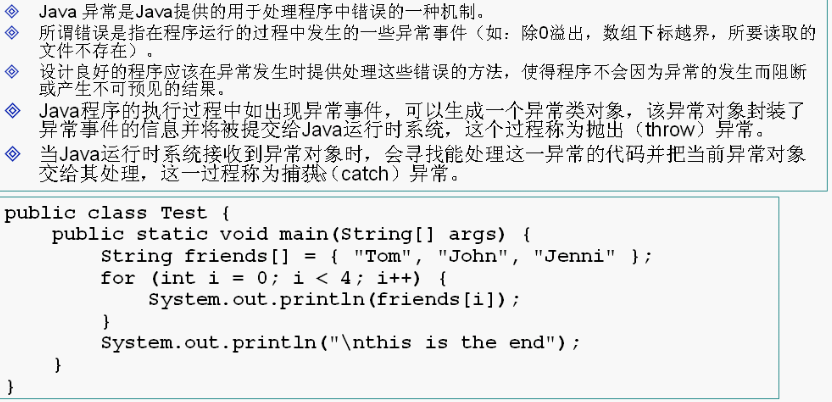 Java 异常是Java提供的用于处理程序中错误的一种机制。
所谓错误是指在程序运行的过程中发生的一些异常事件（如：除0溢出，数组下标越界，所要读取的
文件不存在）。
设计良好的程序应该在异常发生时提供处理这些错误的方法，使得程序不会因为异常的发生而阻断
或产生不可预见的结果。
Java程序的执行过程中如出现异常事件，可以生成一个异常类对象，该异常对象封装了
异常事件的信息并将被提交给Java运行时系统，这个过程称为抛出（throw）异常。
当Java运行时系统接收到异常对象时，会寻找能处理这一异常的代码并把当前异常对象
交给其处理，这一过程称为捕获（catch）异常。
public class Test {
    public static void main(String[] args) {
        String friends[] = { "Tom", "John", "Jenni" };
        for (int i = 0; i < 4; i++) {
            System.out.println(friends[i]);
        }
        System.out.println("\nthis is the end");
    }
}